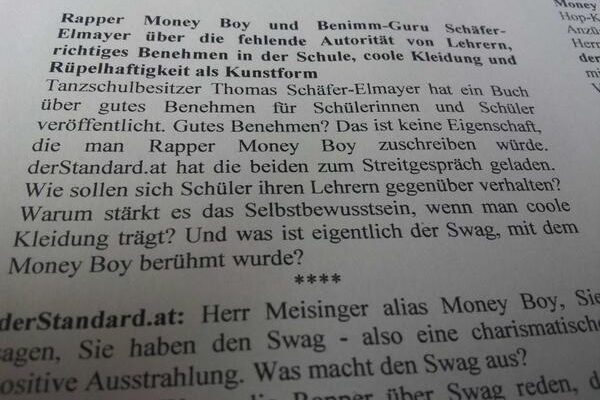 Rapper Money Boy und Benimm-Guru Schäfer-
Elmayer über die fehlende Autorität von Lehrern,
richtiges Benehmen in der Schule, coole Kleidung und
Rüpelhaftigkeit als Kunstform
Tanzschulbesitzer Thomas Schäfer-Elmayer hat ein Buch
über gutes Benehmen für Schülerinnen und Schüler
veröffentlicht. Gutes Benehmen? Das ist keine Eigenschaft,
die man Rapper Money Boy zuschreiben würde.
derStandard.at hat die beiden zum Streitgespräch geladen.
Wie sollen sich Schüler ihren Lehrern gegenüber verhalten?
Warum stärkt es das Selbstbewusstsein, wenn man coole
Kleidung trägt? Und was ist eigentlich der Swag, mit dem
Money Boy berühmt wurde?
****
derStandard.at: Herr Meisinger alias Money Boy, Sie
sagen, Sie haben den Swag - also eine charismatische
positive Ausstrahlung. Was macht den Swag aus?
die Rapper über Swag reden, d
Money
Hop-K
Anzü
Herr
der
mi
V